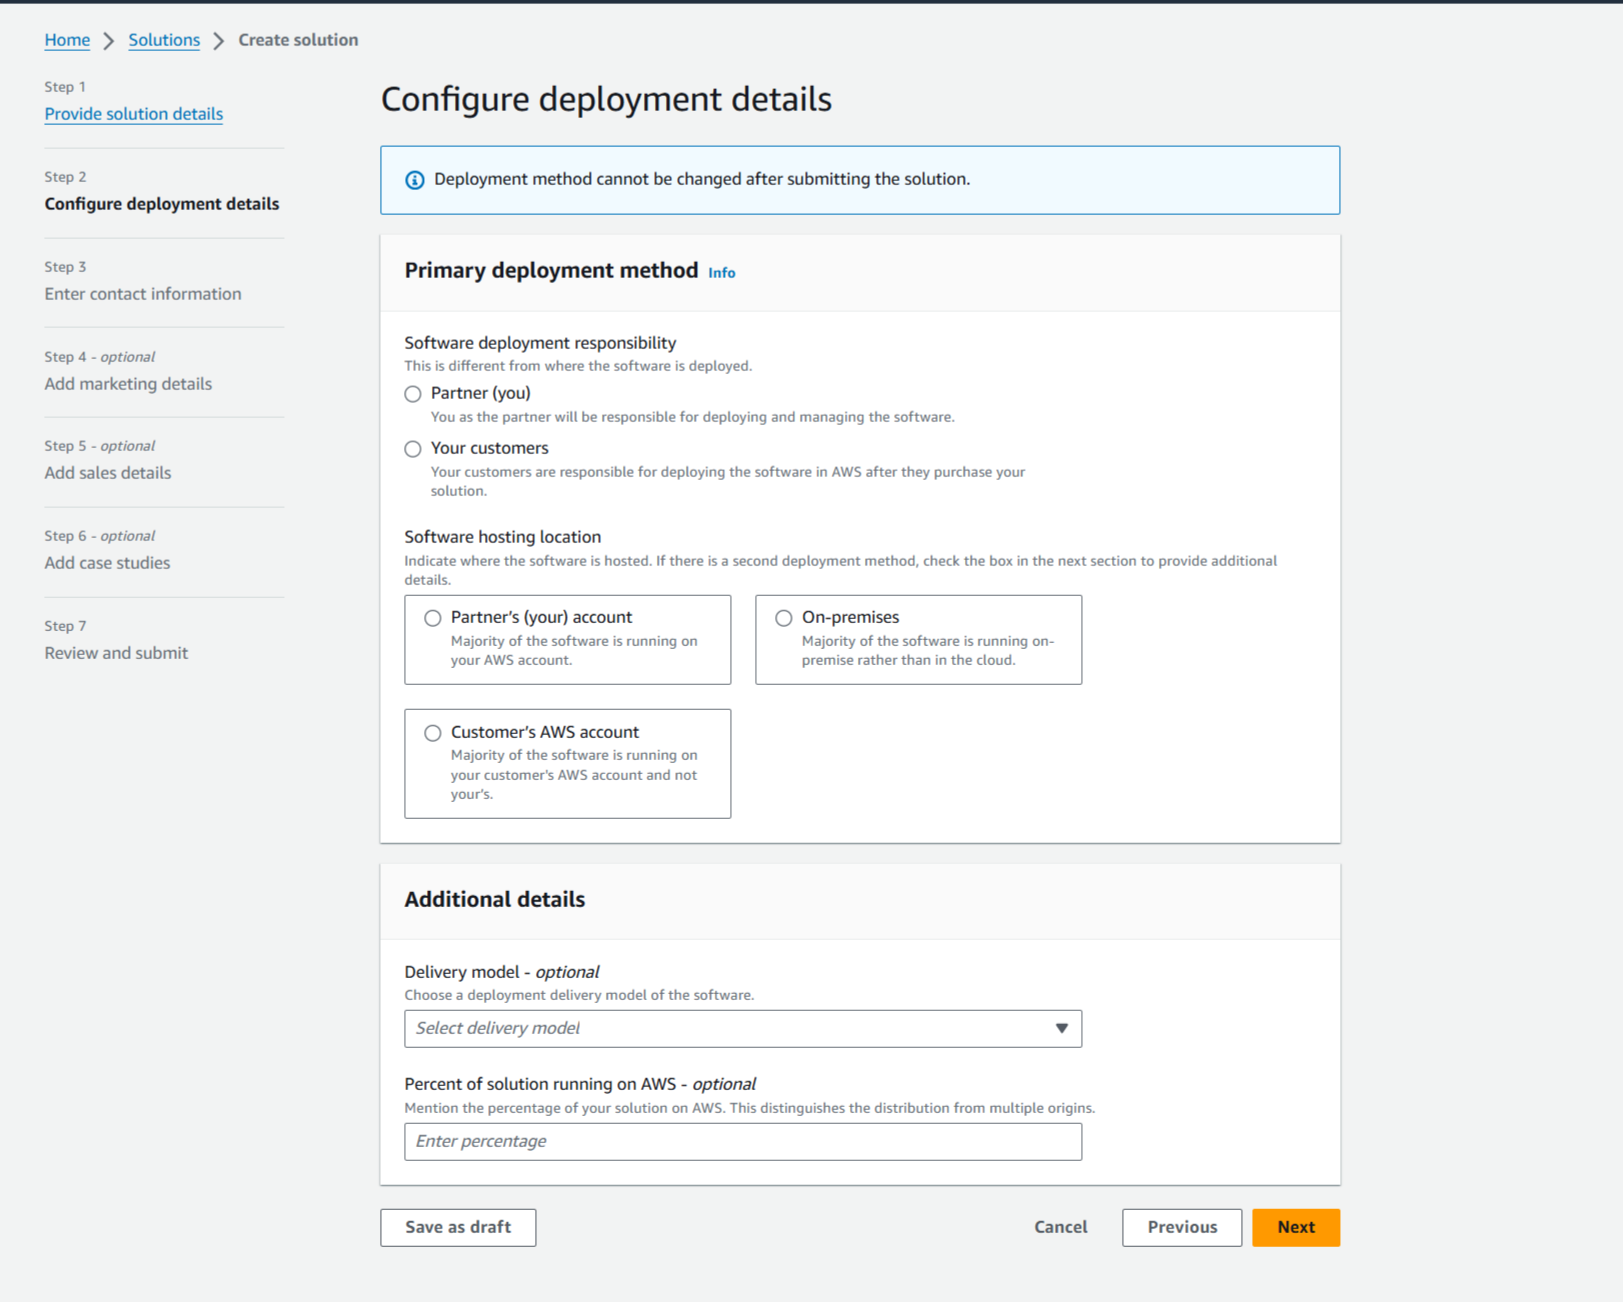 Home > Solutions > Create solution
Step 1
Provide solution details
Step 2
Configure deployment details
Step 3
Enter contact information
Step 4 - optional
Add marketing details
Step 5 - optional
Add sales details
Step 6 - optional
Add case studies
Step 7
Review and submit
Configure deployment details
Deployment method cannot be changed after submitting the solution.
Primary deployment method Info
Software deployment responsibility
This is different from where the software is deployed.
Partner (you)
You as the partner will be responsible for deploying and managing the software.
Your customers
Your customers are responsible for deploying the software in AWS after they purchase your
solution.
Software hosting location
Indicate where the software is hosted. If there is a second deployment method, check the box in the next section to provide additional
details.
Partner's (your) account
Majority of the software is running on
your AWS account.
On-premises
Majority of the software is running on-
premise rather than in the cloud.
Customer's AWS account
Majority of the software is running on
your customer's AWS account and not
your's.
Additional details
Delivery model - optional
Choose a deployment delivery model of the software.
Select delivery model
Percent of solution running on AWS - optional
Mention the percentage of your solution on AWS. This distinguishes the distribution from multiple origins.
Enter percentage
Save as draft
Cancel
Previous
Next